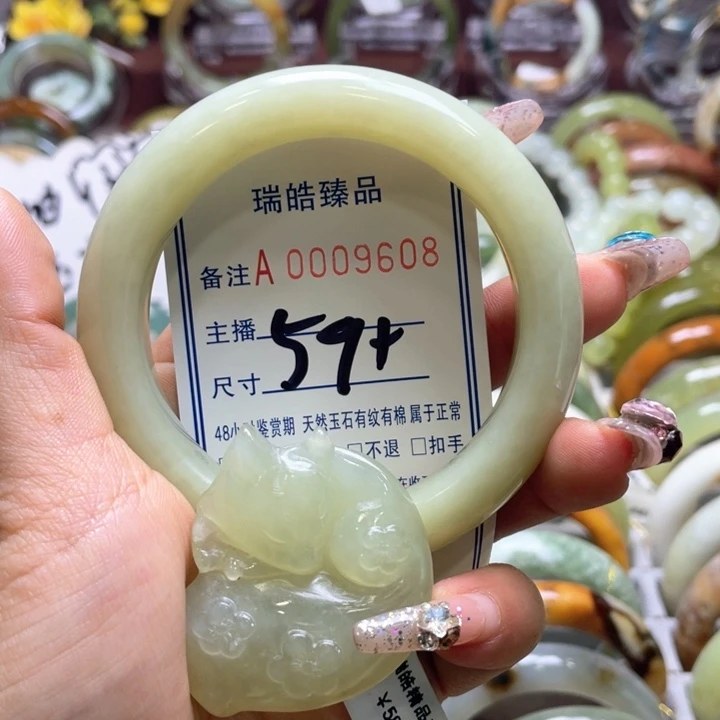 瑞皓臻品
备注 A 0009608
主播 59+
尺寸
48小时鉴赏期 天然玉石有纹有棉 属于正常
□不退 □扣手